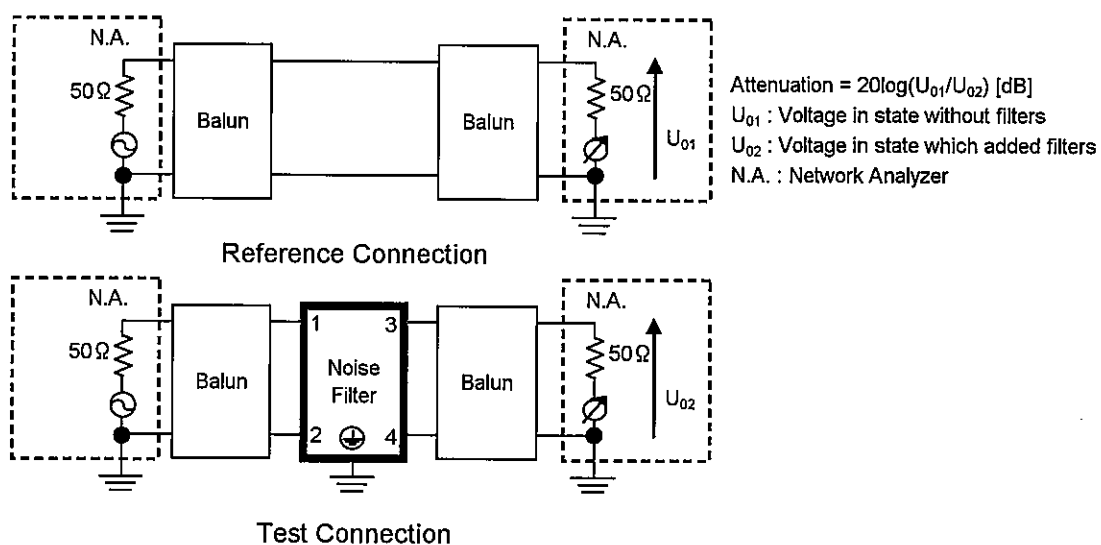 N.A.
50Ω
Balun
Balun
N.A.
50Ω
U01
Attenuation = 20log(U01/U02) [dB]
U01 : Voltage in state without filters
U02 : Voltage in state which added filters
N.A. : Network Analyzer
Reference Connection
N.A.
50Ω
Balun
1 3
Noise
Filter
2 4
Balun
N.A.
50Ω
U02
Test Connection